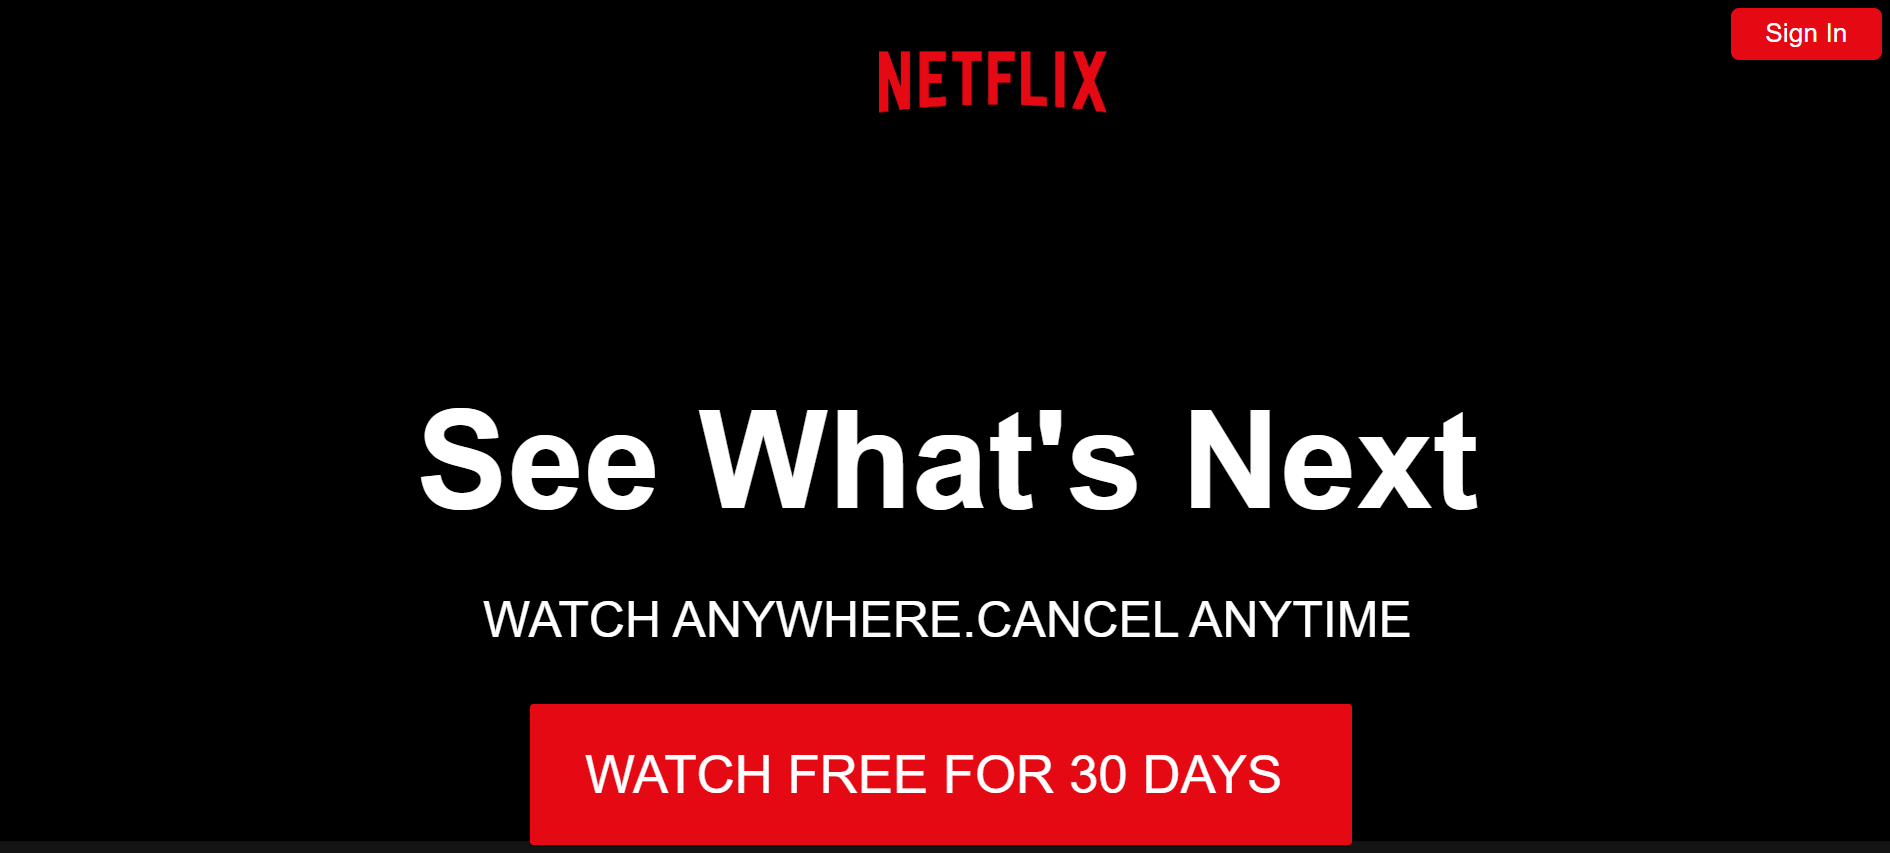 Sign In
NETFLIX
See What's Next
WATCH ANYWHERE.CANCEL ANYTIME
WATCH FREE FOR 30 DAYS